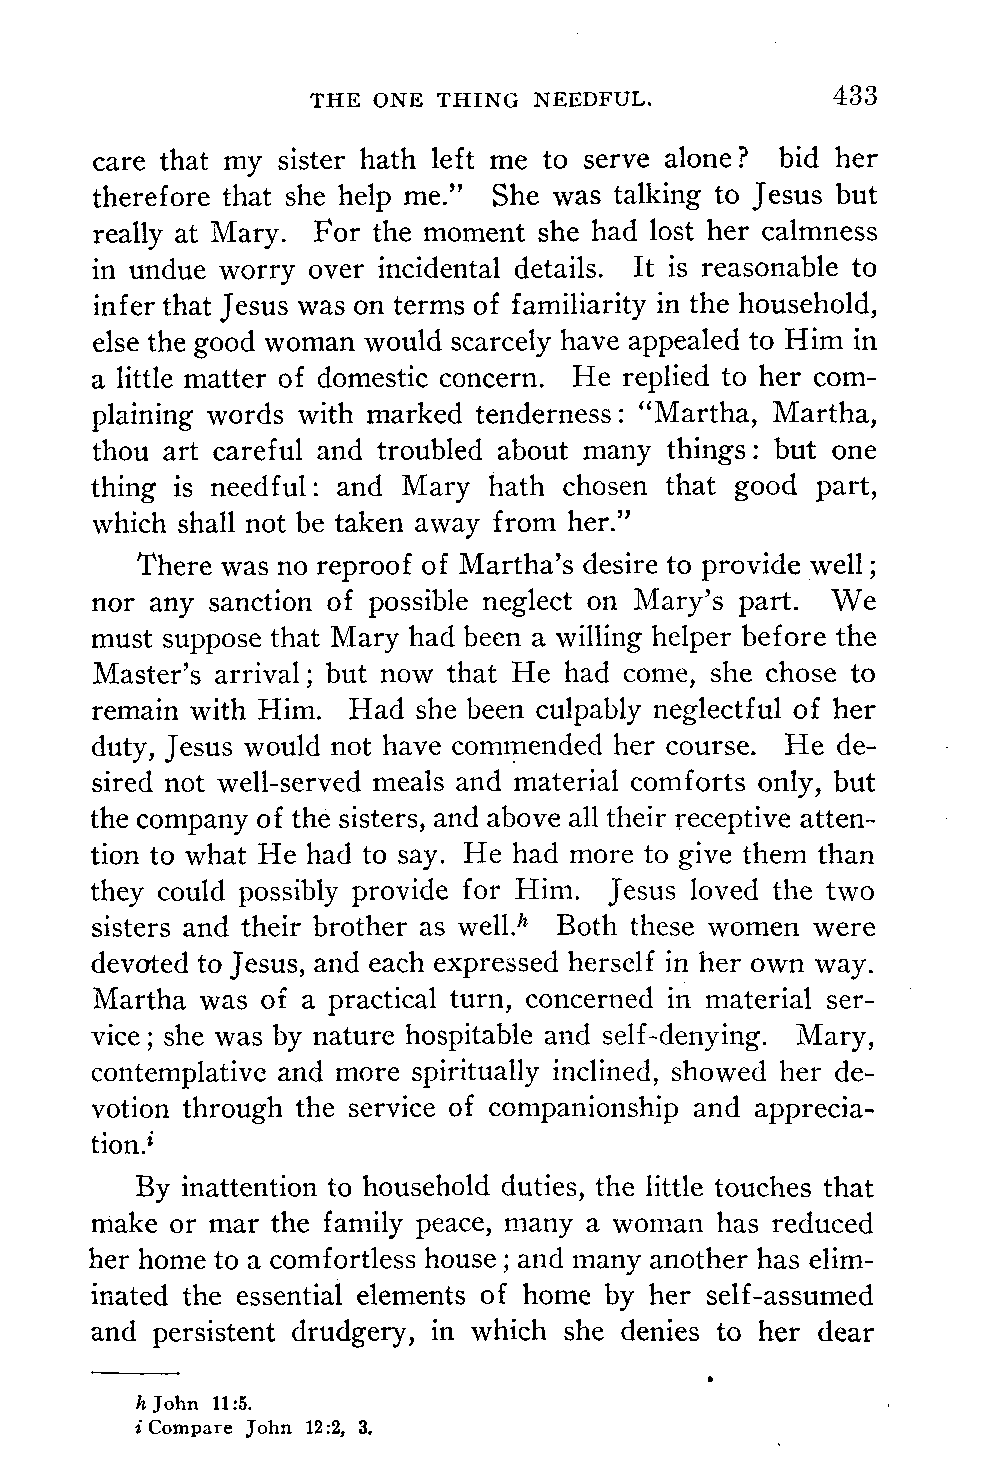 THE ONE THING NEEDFUL. 433
care that my sister hath left me to serve alone? bid her
therefore that she help me.” She was talking to Jesus but
really at Mary. For the moment she had lost her calmness
in undue worry over incidental details. It is reasonable to
infer that Jesus was on terms of familiarity in the household,
else the good woman would scarcely have appealed to Him in
a little matter of domestic concern. He replied to her com-
plaining words with marked tenderness: “Martha, Martha,
thou art careful and troubled about many things: but one
thing is needful: and Mary hath chosen that good part,
which shall not be taken away from her.”
There was no reproof of Martha’s desire to provide well;
nor any sanction of possible neglect on Mary’s part. We
must suppose that Mary had been a willing helper before the
Master’s arrival; but now that He had come, she chose to
remain with Him. Had she been culpably neglectful of her
duty, Jesus would not have commended her course. He de-
sired not well-served meals and material comforts only, but
the company of the sisters, and above all their receptive atten-
tion to what He had to say. He had more to give them than
they could possibly provide for Him. Jesus loved the two
sisters and their brother as well.h Both these women were
devoted to Jesus, and each expressed herself in her own way.
Martha was of a practical turn, concerned in material ser-
vice; she was by nature hospitable and self-denying. Mary,
contemplative and more spiritually inclined, showed her de-
votion through the service of companionship and apprecia-
tion.i
By inattention to household duties, the little touches that
make or mar the family peace, many a woman has reduced
her home to a comfortless house; and many another has elim-
inated the essential elements of home by her self-assumed
and persistent drudgery, in which she denies to her dear
h John 11:5.
i Compare John 12:2, 3.